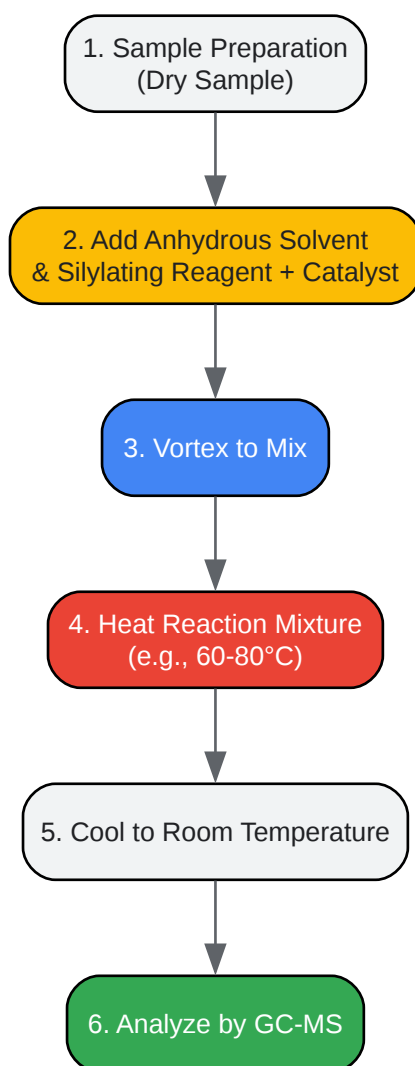 1. Sample Preparation
(Dry Sample)
2. Add Anhydrous Solvent
& Silylating Reagent + Catalyst
3. Vortex to Mix
4. Heat Reaction Mixture
(e.g., 60-80°C)
5. Cool to Room Temperature
6. Analyze by GC-MS